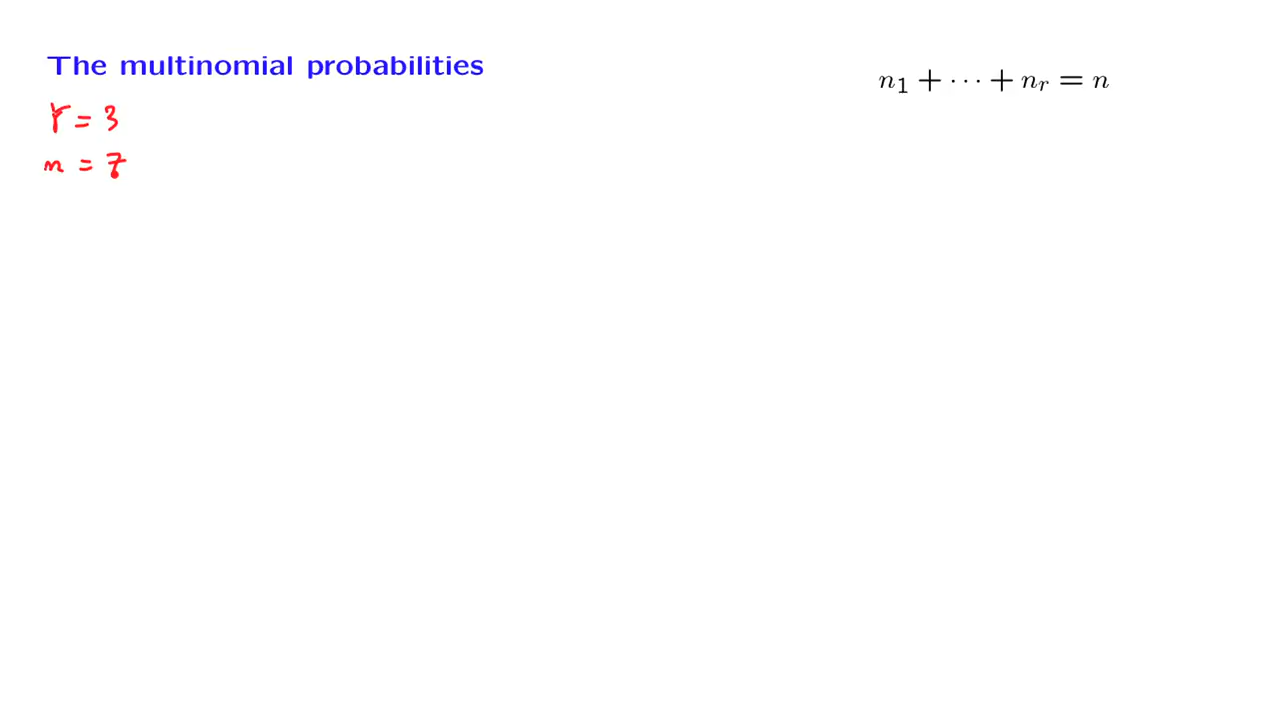 The multinomial probabilities
n₁ + ⋯ + nᵣ = n
r = 3
n = 7